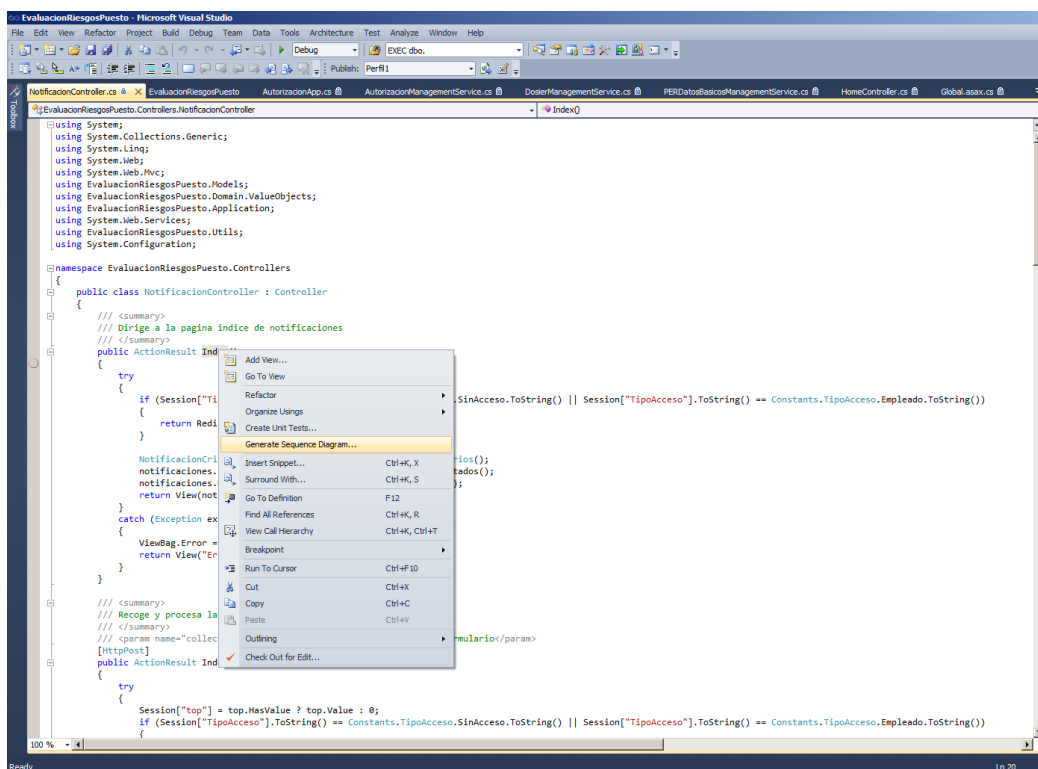 EvaluacionRiesgosPuesto - Microsoft Visual Studio
File Edit View Refactor Project Build Debug Team Data Tools Architecture Test Analyze Window Help
Debug EXEC dbo.
Publish: Perfil1
NotificacionController.cs EvaluacionRiesgosPuesto AutorizacionApp.cs AutorizacionManagementService.cs DosierManagementService.cs PERDatosBasicosManagementService.cs HomeController.cs Global.asax.cs
Toolbox
EvaluacionRiesgosPuesto.Controllers.NotificacionController Index()
using System;
using System.Collections.Generic;
using System.Linq;
using System.Web;
using System.Web.Mvc;
using EvaluacionRiesgosPuesto.Models;
using EvaluacionRiesgosPuesto.Domain.ValueObjects;
using EvaluacionRiesgosPuesto.Application;
using System.Web.Services;
using EvaluacionRiesgosPuesto.Utils;
using System.Configuration;
namespace EvaluacionRiesgosPuesto.Controllers
{
public class NotificacionController : Controller
{
/// <summary>
/// Dirige a la pagina indice de notificaciones
/// </summary>
public ActionResult Ind
{
try
{
if (Session["Ti .SinAcceso.ToString() || Session["TipoAcceso"].ToString() == Constants.TipoAcceso.Empleado.ToString())
{
return Redi
}
NotificacionCri rios();
notificaciones. tados();
notificaciones. );
return View(not
}
catch (Exception ex
{
ViewBag.Error =
return View("Er
}
}
/// <summary>
/// Recoge y procesa la
/// </summary>
/// <param name="collec rmulario</param>
[HttpPost]
public ActionResult Ind
{
try
{
Session["top"] = top.HasValue ? top.Value : 0;
if (Session["TipoAcceso"].ToString() == Constants.TipoAcceso.SinAcceso.ToString() || Session["TipoAcceso"].ToString() == Constants.TipoAcceso.Empleado.ToString())
{
Add View...
Go To View
Refactor
Organize Usings
Create Unit Tests...
Generate Sequence Diagram...
Insert Snippet... Ctrl+K, X
Surround With... Ctrl+K, S
Go To Definition F12
Find All References Ctrl+K, R
View Call Hierarchy Ctrl+K, Ctrl+T
Breakpoint
Run To Cursor Ctrl+F10
Cut Ctrl+X
Copy Ctrl+C
Paste Ctrl+V
Outlining
Check Out for Edit...
100 %
Ready Ln 20